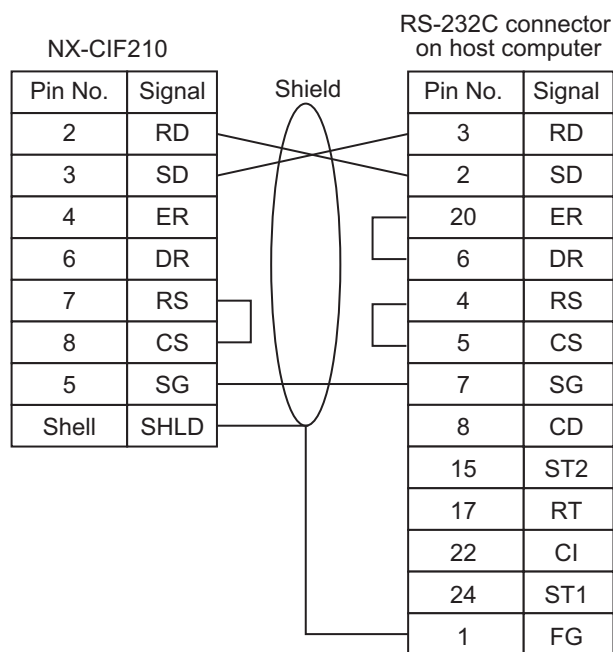 NX-CIF210
RS-232C connector
on host computer
Pin No. Signal
Shield
Pin No. Signal
2 RD
3 RD
3 SD
2 SD
4 ER
20 ER
6 DR
6 DR
7 RS
4 RS
8 CS
5 CS
5 SG
7 SG
Shell SHLD
8 CD
15 ST2
17 RT
22 CI
24 ST1
1 FG